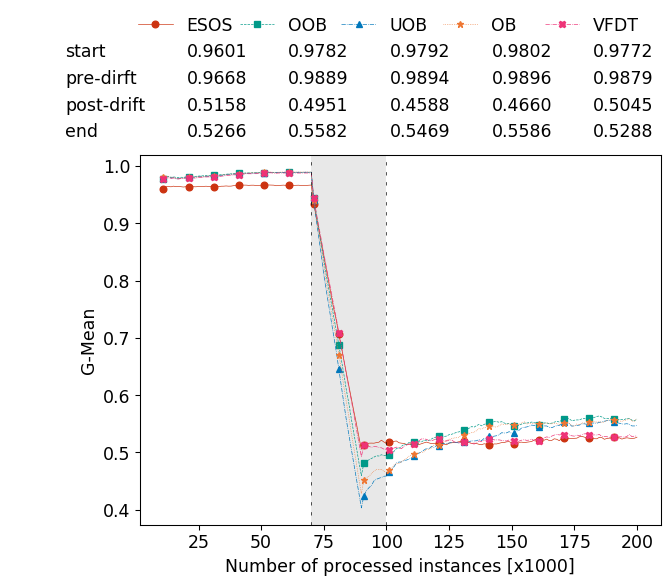 ESOS OOB UOB OB VFDT
start 0.9601 0.9782 0.9792 0.9802 0.9772
pre-dirft 0.9668 0.9889 0.9894 0.9896 0.9879
post-drift 0.5158 0.4951 0.4588 0.4660 0.5045
end 0.5266 0.5582 0.5469 0.5586 0.5288
1.0
0.9
0.8
0.7
0.6
0.5
0.4
G-Mean
25 50 75 100 125 150 175 200
Number of processed instances [x1000]